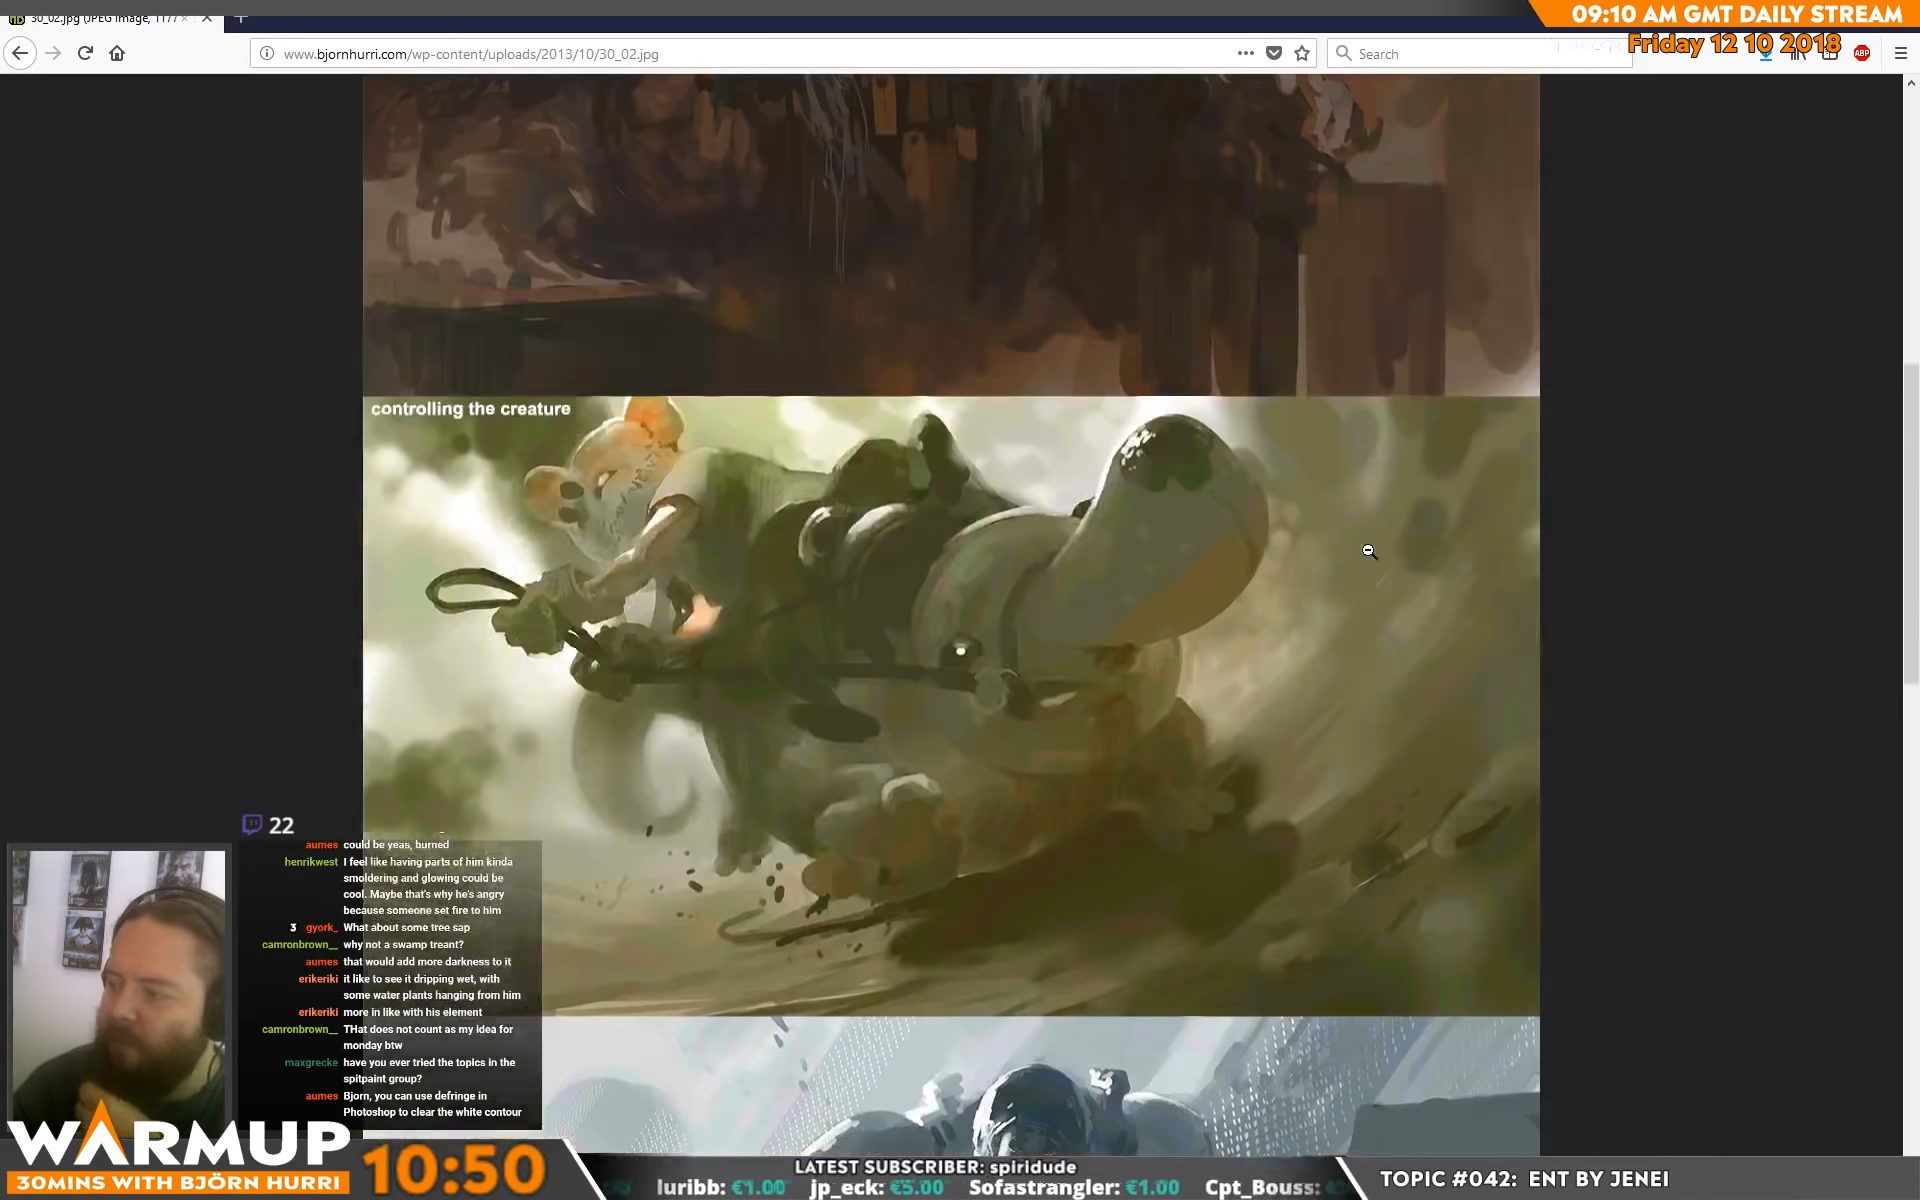 30_02.jpg (JPEG Image, 1177 ×
09:10 AM GMT DAILY STREAM
Friday 12 10 2018
www.bjornhurri.com/wp-content/uploads/2013/10/30_02.jpg
Search
ABP
controlling the creature
22
aumes could be yeas, burned
henrikwest I feel like having parts of him kinda
smoldering and glowing could be
cool. Maybe that's why he's angry
because someone set fire to him
3 gyork_ What about some tree sap
camronbrown__ why not a swamp treant?
aumes that would add more darkness to it
erikeriki it like to see it dripping wet, with
some water plants hanging from him
erikeriki more in like with his element
camronbrown__ THat does not count as my idea for
monday btw
maxgrecke have you ever tried the topics in the
spitpaint group?
aumes Bjorn, you can use defringe in
Photoshop to clear the white contour
WARMUP
30MINS WITH BJÖRN HURRI
10:50
LATEST SUBSCRIBER: spiridude
luribb: €1.00 jp_eck: €5.00 Sofastrangler: €1.00 Cpt_Bouss:
TOPIC #042: ENT BY JENEI